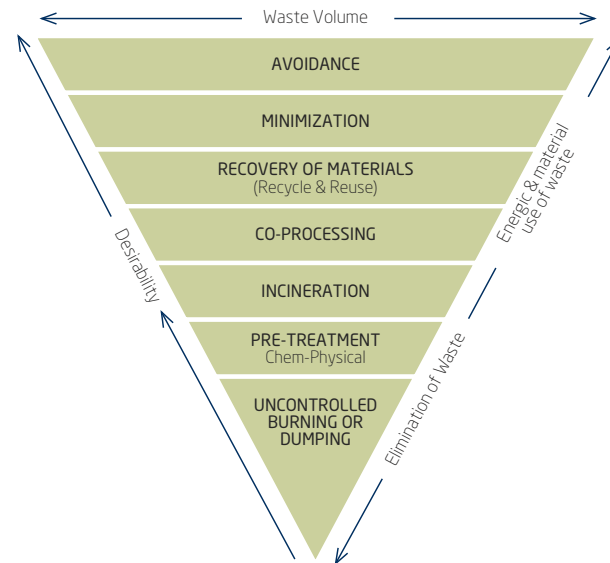 Waste Volume
AVOIDANCE
MINIMIZATION
RECOVERY OF MATERIALS
(Recycle & Reuse)
CO-PROCESSING
INCINERATION
PRE-TREATMENT
Chem-Physical
UNCONTROLLED
BURNING OR
DUMPING
Desirability
Energic & material
use of waste
Elimination of Waste